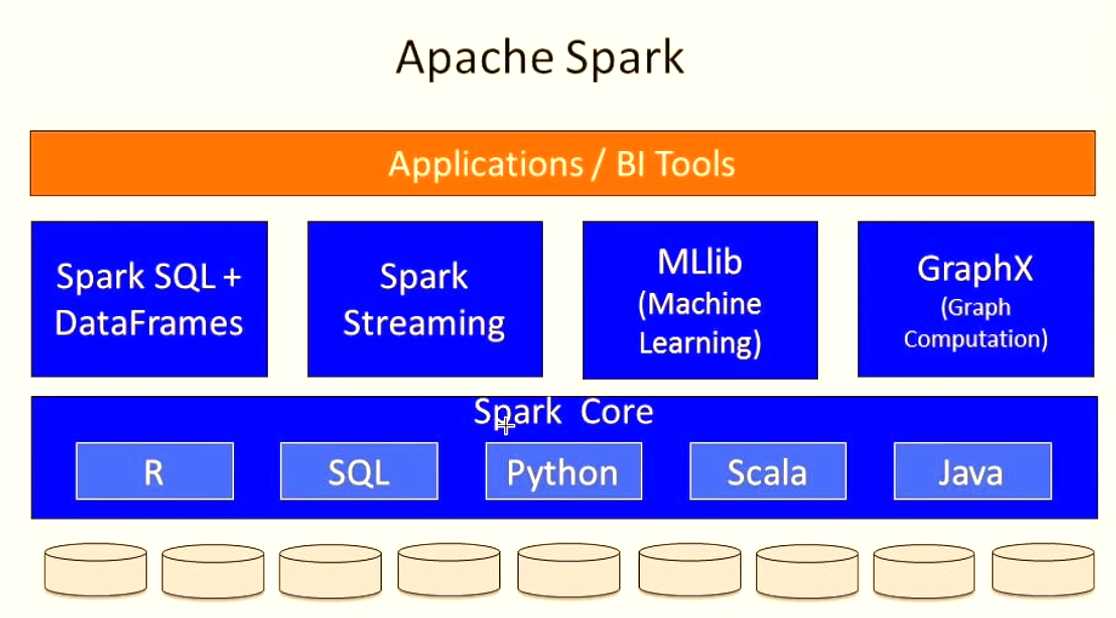 Apache Spark
Applications / BI Tools
Spark SQL +
DataFrames
Spark
Streaming
MLlib
(Machine
Learning)
GraphX
(Graph
Computation)
Spark Core
R
SQL
Python
Scala
Java